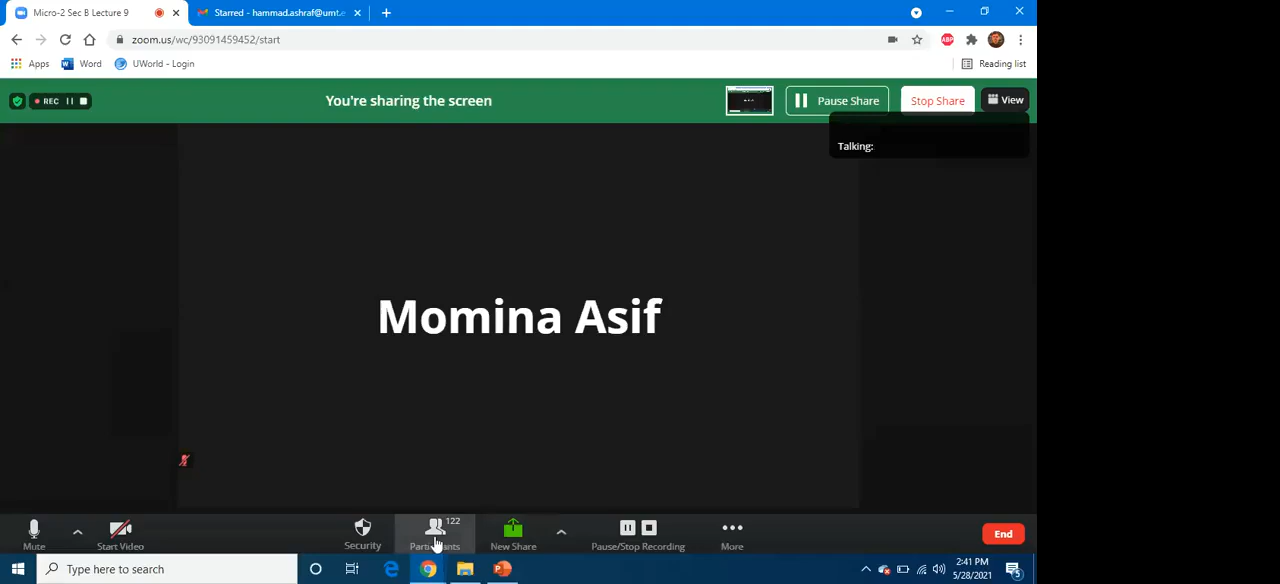 Micro-2 Sec B Lecture 9
Starred - hammad.ashraf@umt.e
zoom.us/wc/93091459452/start
ABP
Apps
Word
UWorld - Login
Reading list
REC
You're sharing the screen
Pause Share
Stop Share
View
Talking:
Momina Asif
122
Mute
Start Video
Security
Participants
New Share
Pause/Stop Recording
More
End
Type here to search
2:41 PM
5/28/2021
5